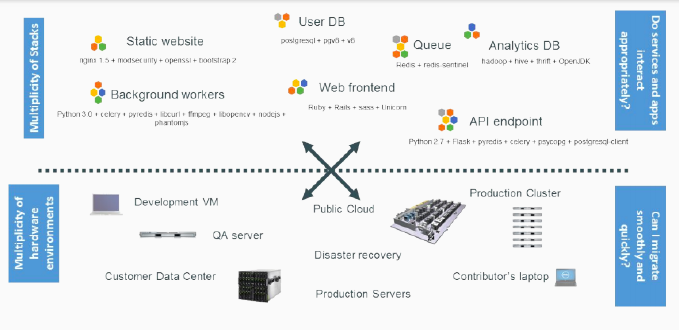 Multiplicity of Stacks
Static website
nginx 1.5 + modsecurity + openssl + bootstrap 2
User DB
postgresql + pgv8 + v8
Queue
Redis + redis-sentinel
Analytics DB
hadoop + hive + thrift + OpenJDK
Do services and apps
interact
appropriately?
Background workers
Python 3.0 + celery + pyredis + libcurl + ffmpeg + libopencv + nodejs +
phantomjs
Web frontend
Ruby + Rails + sass + Unicorn
API endpoint
Python 2.7 + Flask + pyredis + celery + psycopg + postgresql-client
Multiplicity of
hardware
environments
Development VM
QA server
Customer Data Center
Public Cloud
Disaster recovery
Production Servers
Production Cluster
Contributor's laptop
Can I migrate
smoothly and
quickly?